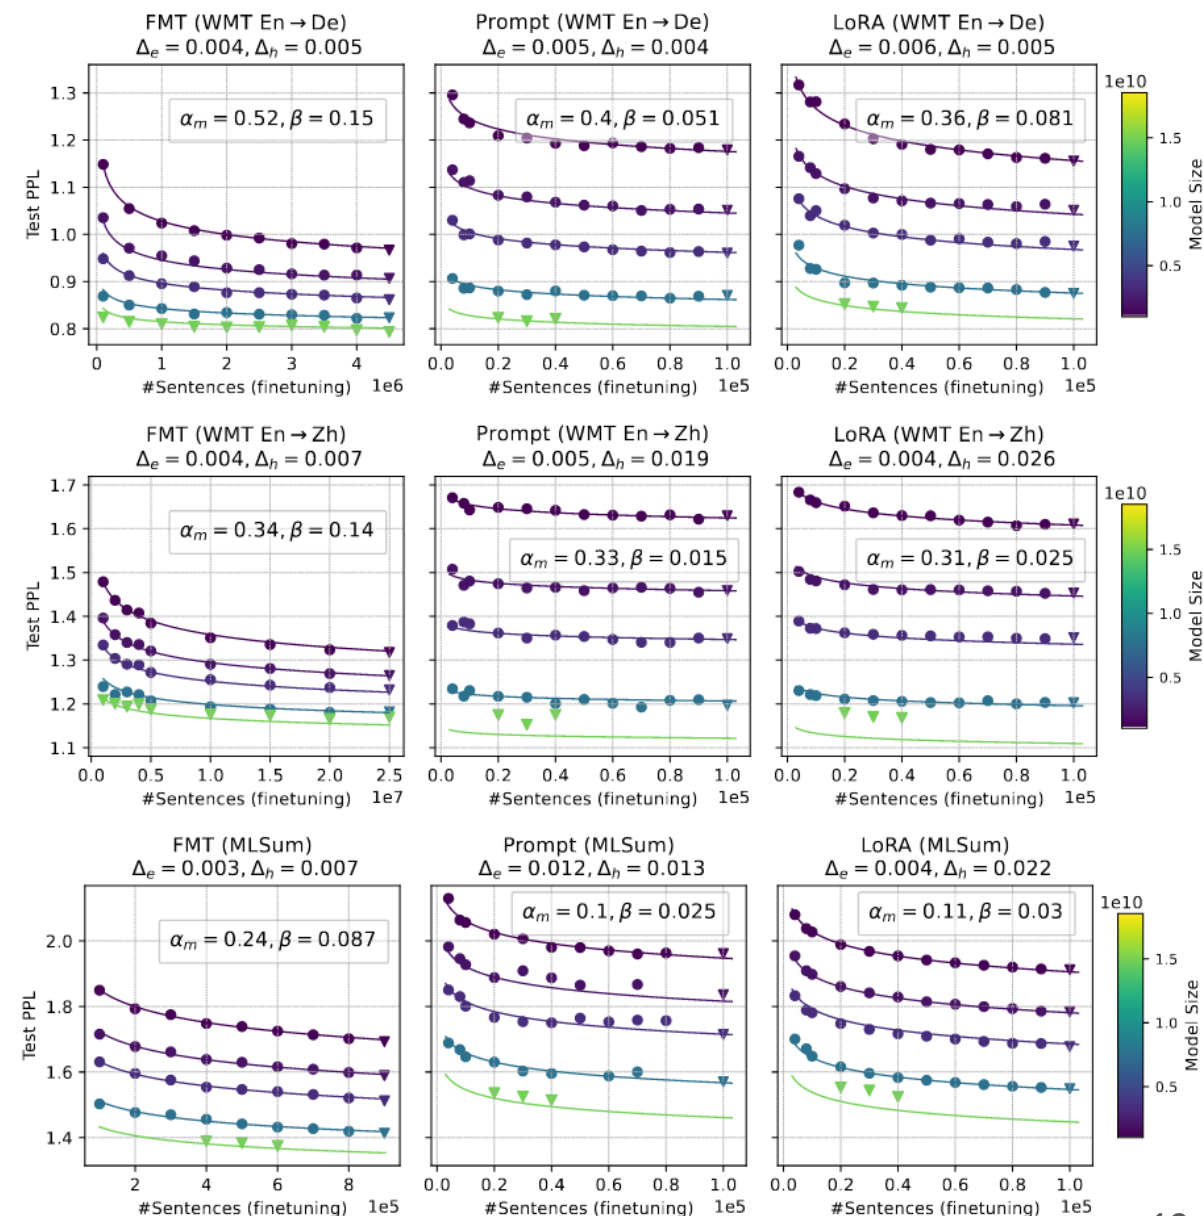 FMT (WMT En→De)
Δe = 0.004, Δh = 0.005
Prompt (WMT En→De)
Δe = 0.005, Δh = 0.004
LoRA (WMT En→De)
Δe = 0.006, Δh = 0.005
αm = 0.52, β = 0.15
αm = 0.4, β = 0.051
αm = 0.36, β = 0.081
Test PPL
1.3
1.2
1.1
1.0
0.9
0.8
0 1 2 3 4
#Sentences (finetuning) 1e6
0.0 0.2 0.4 0.6 0.8 1.0
#Sentences (finetuning) 1e5
0.0 0.2 0.4 0.6 0.8 1.0
#Sentences (finetuning) 1e5
1e10
1.5
1.0
0.5
Model Size
FMT (WMT En→Zh)
Δe = 0.004, Δh = 0.007
Prompt (WMT En→Zh)
Δe = 0.005, Δh = 0.019
LoRA (WMT En→Zh)
Δe = 0.004, Δh = 0.026
αm = 0.34, β = 0.14
αm = 0.33, β = 0.015
αm = 0.31, β = 0.025
Test PPL
1.7
1.6
1.5
1.4
1.3
1.2
1.1
0.0 0.5 1.0 1.5 2.0 2.5
#Sentences (finetuning) 1e7
0.0 0.2 0.4 0.6 0.8 1.0
#Sentences (finetuning) 1e5
0.0 0.2 0.4 0.6 0.8 1.0
#Sentences (finetuning) 1e5
1e10
1.5
1.0
0.5
Model Size
FMT (MLSum)
Δe = 0.003, Δh = 0.007
Prompt (MLSum)
Δe = 0.012, Δh = 0.013
LoRA (MLSum)
Δe = 0.004, Δh = 0.022
αm = 0.24, β = 0.087
αm = 0.1, β = 0.025
αm = 0.11, β = 0.03
Test PPL
2.0
1.8
1.6
1.4
2 4 6 8
#Sentences (finetuning) 1e5
0.0 0.2 0.4 0.6 0.8 1.0
#Sentences (finetuning) 1e5
0.0 0.2 0.4 0.6 0.8 1.0
#Sentences (finetuning) 1e5
1e10
1.5
1.0
0.5
Model Size